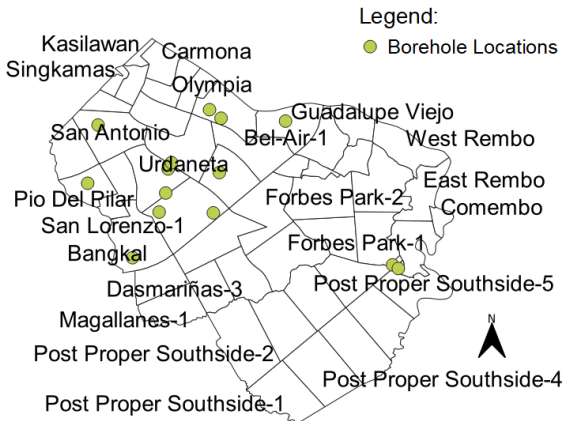 Legend:
Borehole Locations
Kasilawan
Carmona
Singkamas
Olympia
Guadalupe Viejo
San Antonio
Bel-Air-1
West Rembo
Urdaneta
East Rembo
Pio Del Pilar
Forbes Park-2
Comembo
San Lorenzo-1
Bangkal
Forbes Park-1
Dasmariñas-3
Post Proper Southside-5
Magallanes-1
N
Post Proper Southside-2
Post Proper Southside-4
Post Proper Southside-1